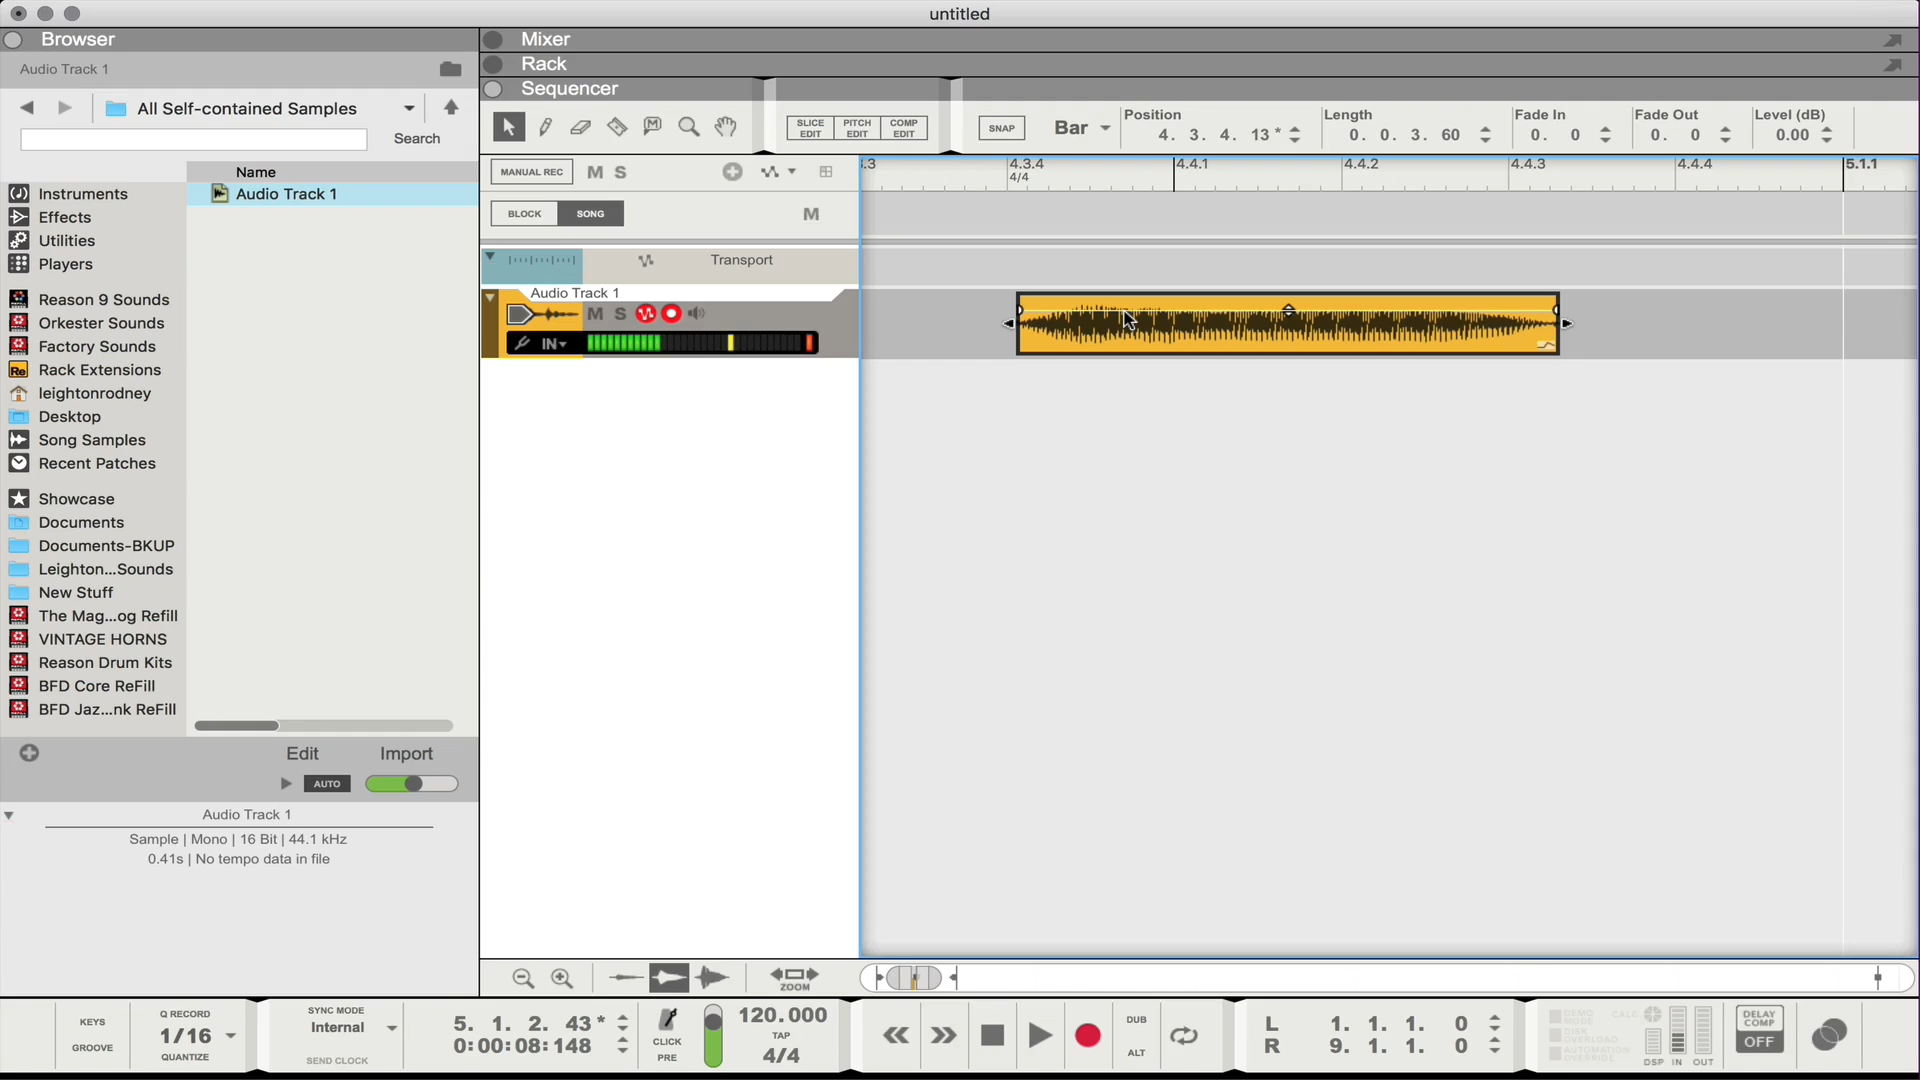 untitled
Browser
Mixer
Audio Track 1
Rack
Sequencer
All Self-contained Samples
Search
SLICE EDIT
PITCH EDIT
COMP EDIT
SNAP
Bar
Position
4. 3. 4. 13 *
Length
0. 0. 3. 60
Fade In
0. 0
Fade Out
0. 0
Level (dB)
0.00
Name
Audio Track 1
Instruments
Effects
Utilities
Players
Reason 9 Sounds
Orkester Sounds
Factory Sounds
Rack Extensions
leightonrodney
Desktop
Song Samples
Recent Patches
Showcase
Documents
Documents-BKUP
Leighton...Sounds
New Stuff
The Mag...og Refill
VINTAGE HORNS
Reason Drum Kits
BFD Core ReFill
BFD Jaz...nk ReFill
MANUAL REC
M S
.3
4.3.4
4/4
4.4.1
4.4.2
4.4.3
4.4.4
5.1.1
BLOCK
SONG
M
Transport
Audio Track 1
M S
IN
Edit
Import
AUTO
Audio Track 1
Sample | Mono | 16 Bit | 44.1 kHz
0.41s | No tempo data in file
ZOOM
KEYS
GROOVE
Q RECORD
1/16
QUANTIZE
SYNC MODE
Internal
SEND CLOCK
5. 1. 2. 43 *
0:00:08:148
CLICK
PRE
120.000
TAP
4/4
DUB
ALT
L 1. 1. 1. 0
R 9. 1. 1. 0
DEMO MODE
CALC
DISK OVERLOAD
AUTOMATION OVERRIDE
DSP IN OUT
DELAY COMP
OFF